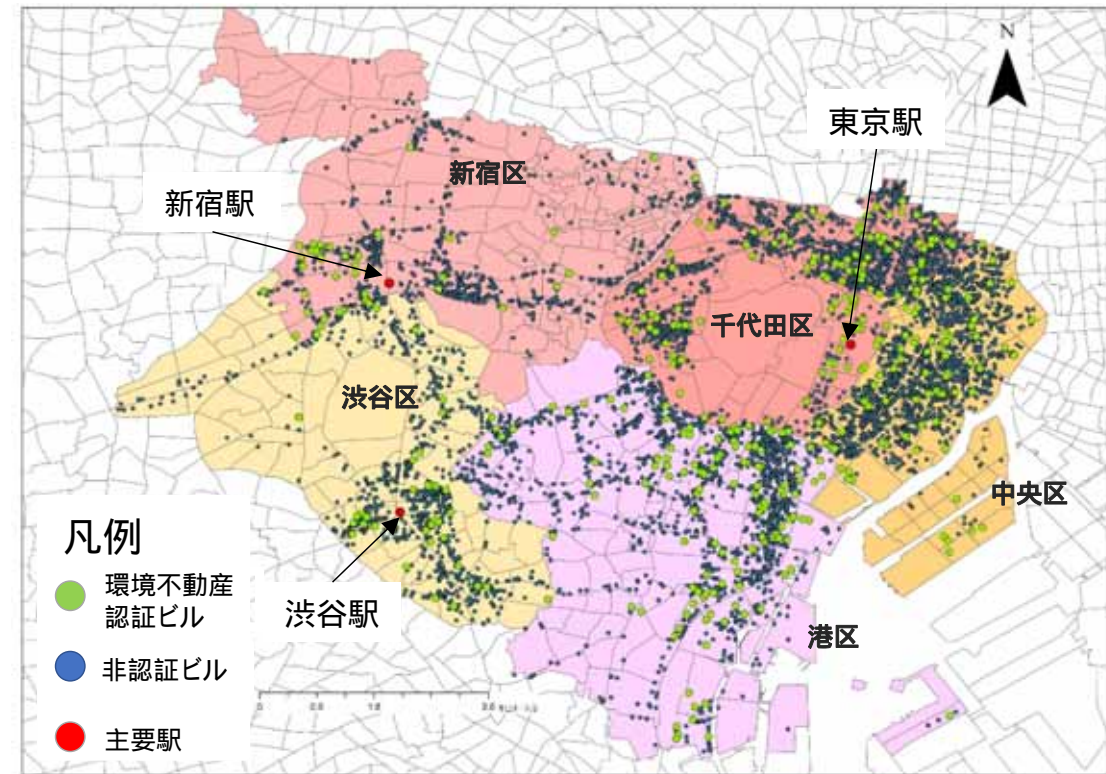 N
東京駅
新宿区
新宿駅
千代田区
渋谷区
中央区
凡例
環境不動産
認証ビル
渋谷駅
港区
非認証ビル
主要駅